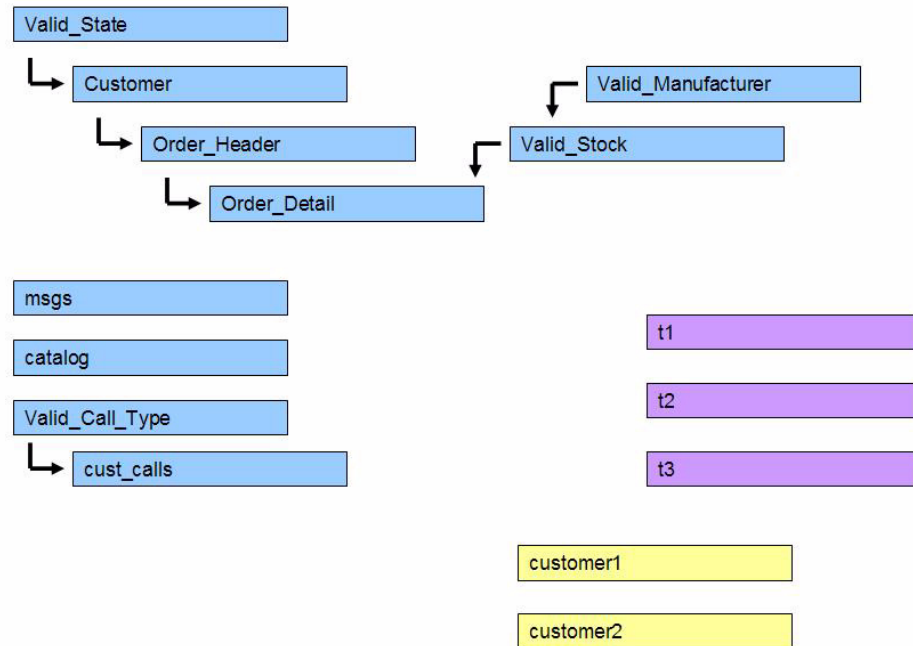 Valid_State
Customer
Valid_Manufacturer
Order_Header
Valid_Stock
Order_Detail
msgs
t1
catalog
t2
Valid_Call_Type
cust_calls
t3
customer1
customer2